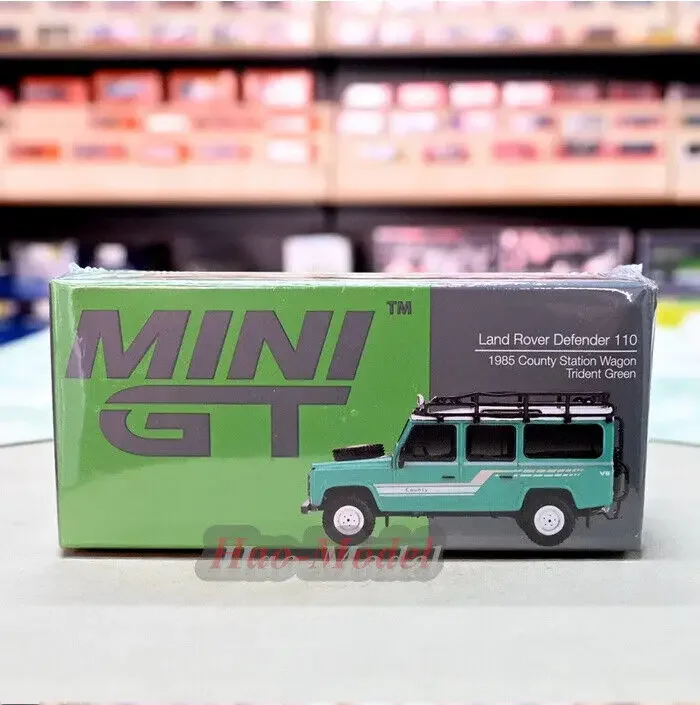 MINI
GT
TM
Land Rover Defender 110
1985 County Station Wagon
Trident Green
County
V8
Hao-Model